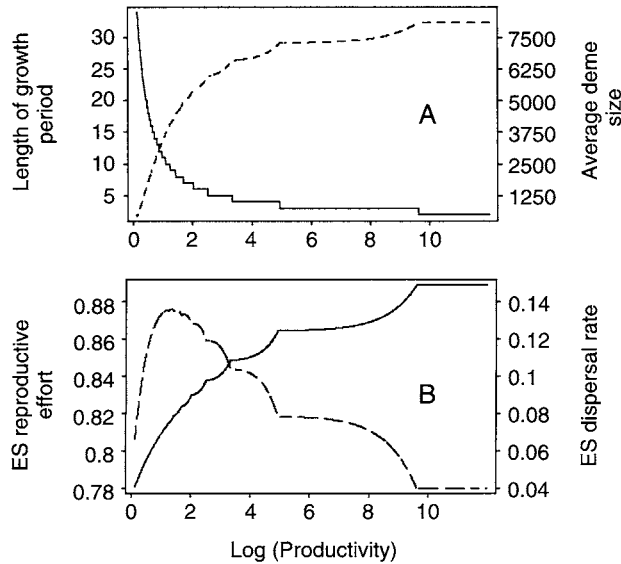 Length of growth
period
30
25
20
15
10
5
A
7500
6250
5000
3750
2500
1250
Average deme
size
0 2 4 6 8 10
ES reproductive
effort
0.88
0.86
0.84
0.82
0.8
0.78
B
0.14
0.12
0.1
0.08
0.06
0.04
ES dispersal rate
0 2 4 6 8 10
Log (Productivity)